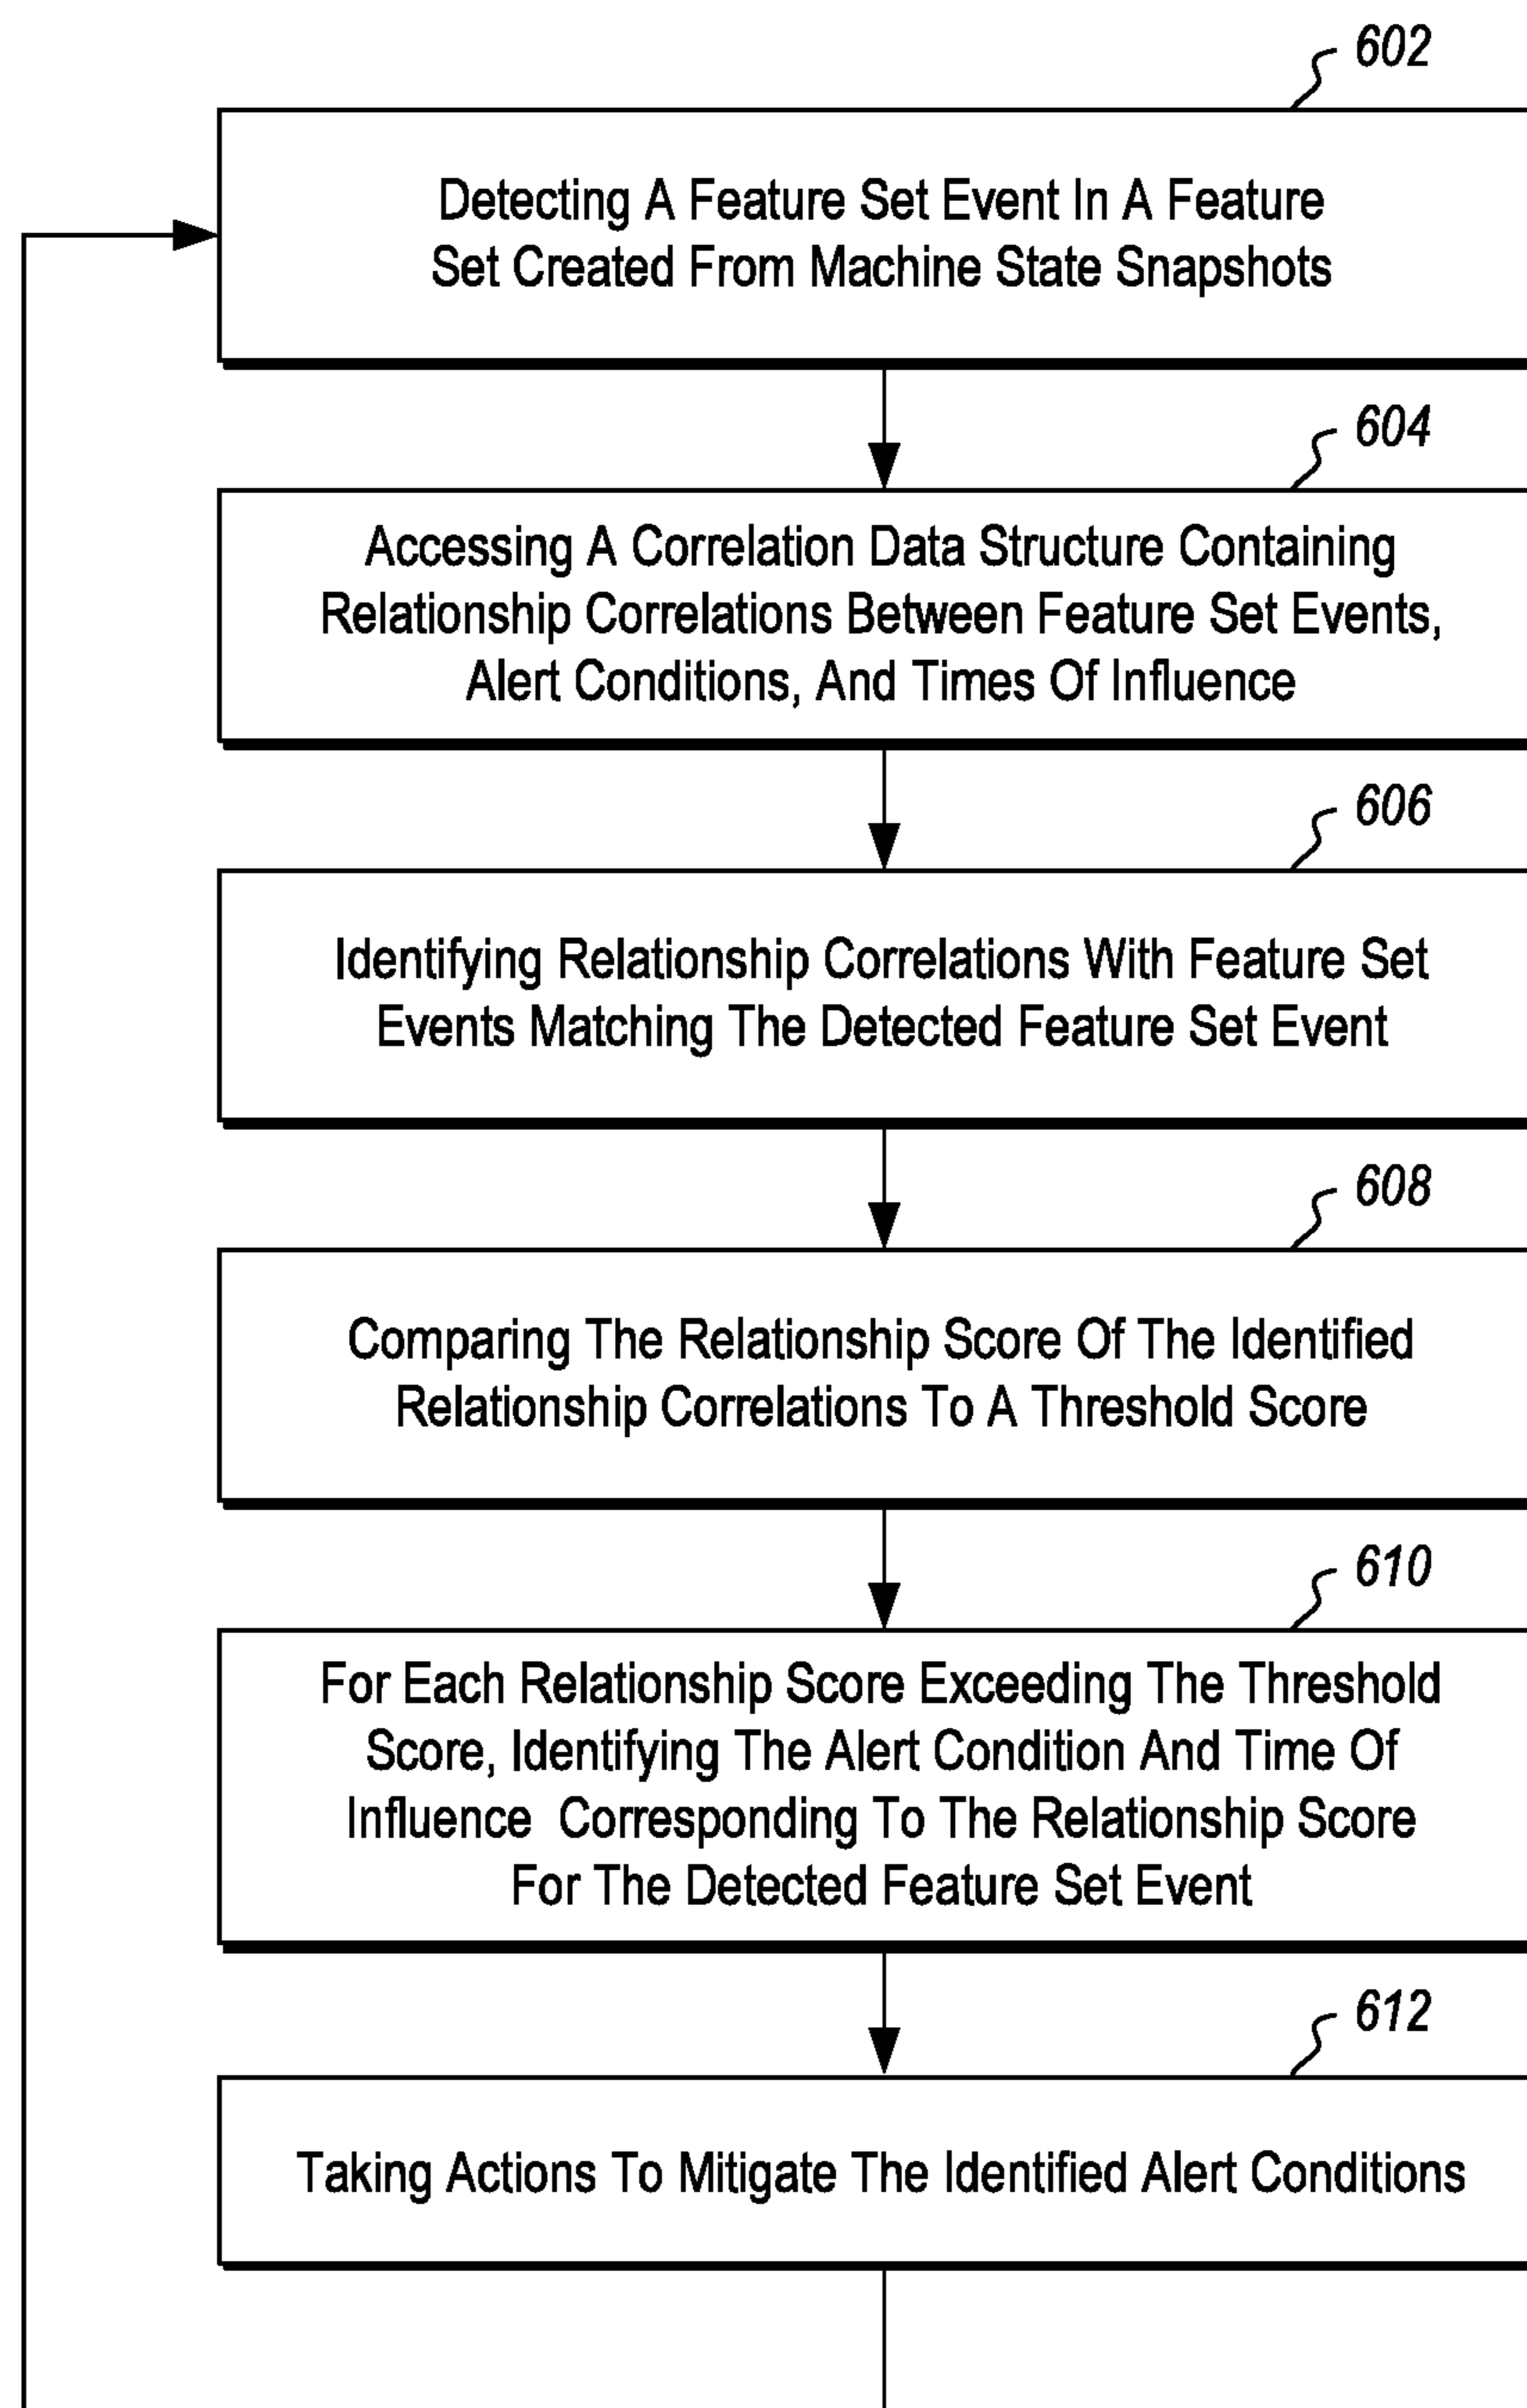 602
Detecting A Feature Set Event In A Feature
Set Created From Machine State Snapshots
604
Accessing A Correlation Data Structure Containing
Relationship Correlations Between Feature Set Events,
Alert Conditions, And Times Of Influence
606
Identifying Relationship Correlations With Feature Set
Events Matching The Detected Feature Set Event
608
Comparing The Relationship Score Of The Identified
Relationship Correlations To A Threshold Score
610
For Each Relationship Score Exceeding The Threshold
Score, Identifying The Alert Condition And Time Of
Influence  Corresponding To The Relationship Score
For The Detected Feature Set Event
612
Taking Actions To Mitigate The Identified Alert Conditions